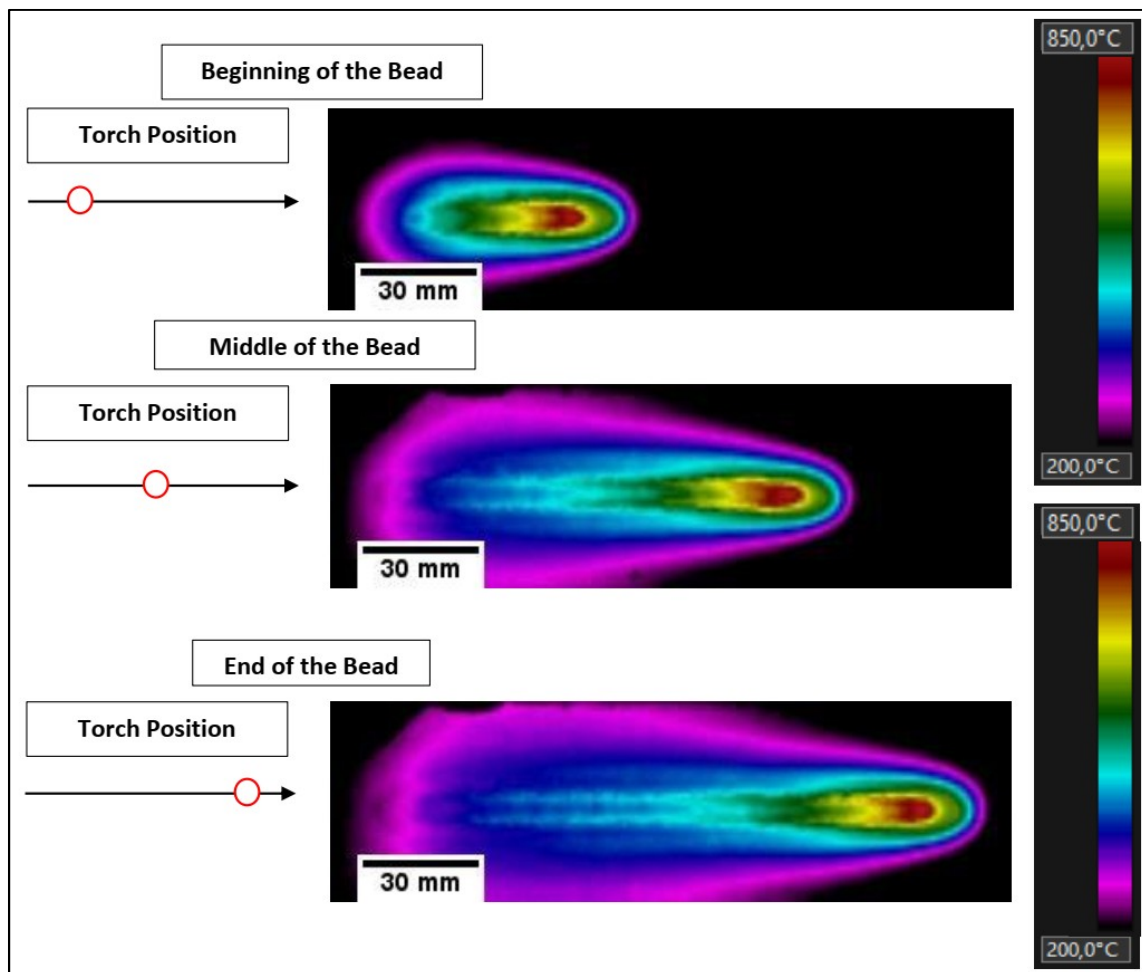 Beginning of the Bead
Torch Position
30 mm
Middle of the Bead
Torch Position
30 mm
End of the Bead
Torch Position
30 mm
850,0°C
200,0°C
850,0°C
200,0°C